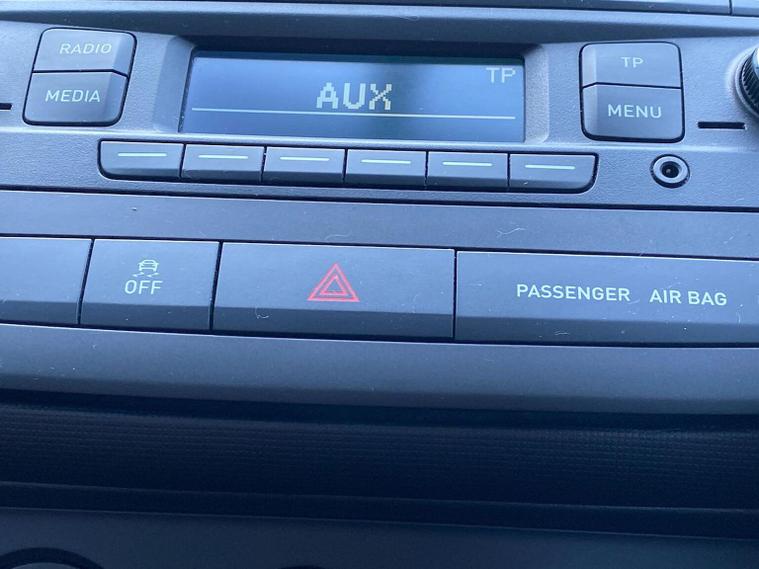 RADIO
MEDIA
TP
AUX
TP
MENU
OFF
PASSENGER AIR BAG